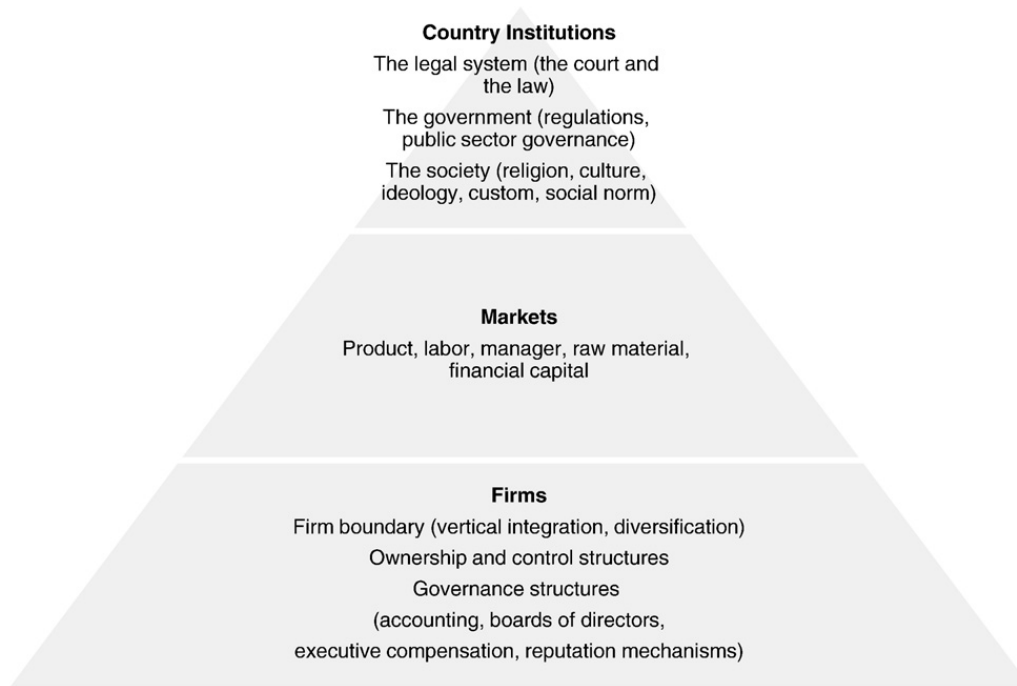 Country Institutions
The legal system (the court and
the law)
The government (regulations,
public sector governance)
The society (religion, culture,
ideology, custom, social norm)
Markets
Product, labor, manager, raw material,
financial capital
Firms
Firm boundary (vertical integration, diversification)
Ownership and control structures
Governance structures
(accounting, boards of directors,
executive compensation, reputation mechanisms)